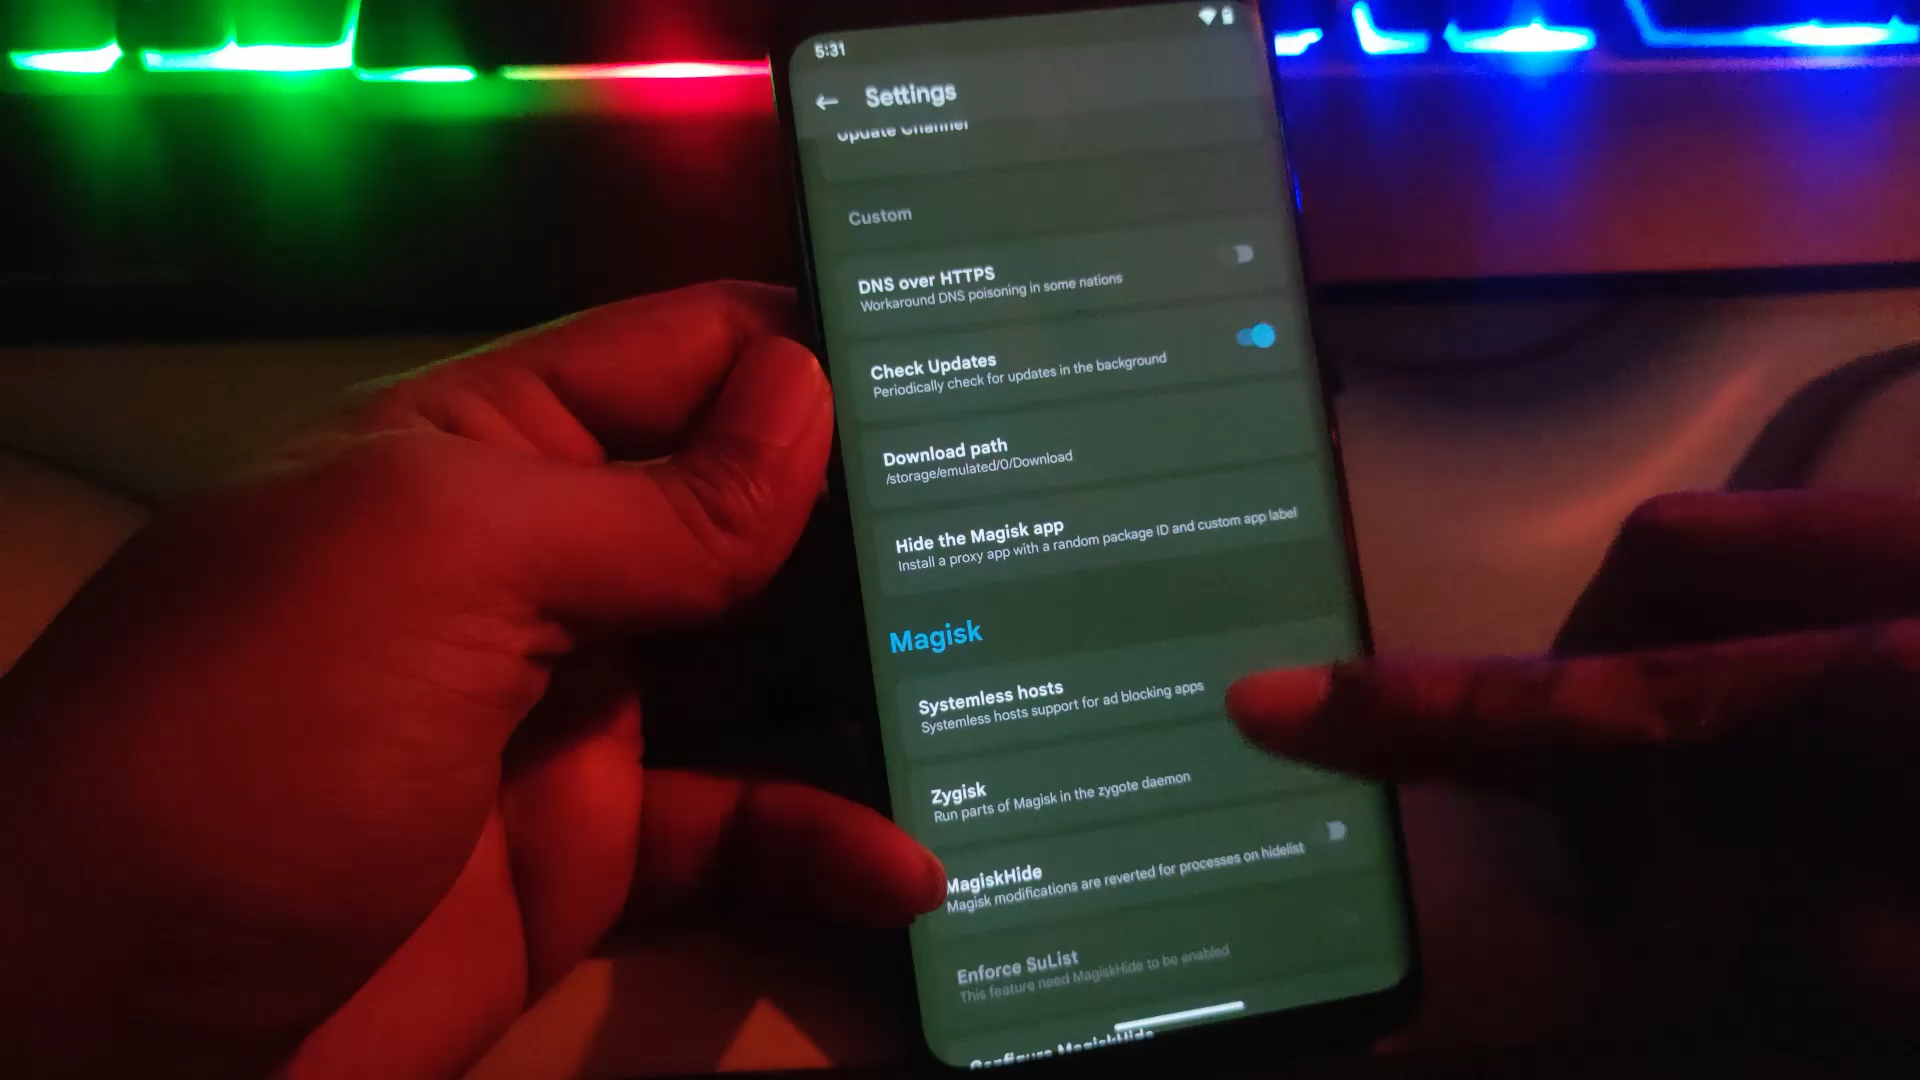 5:31
Settings
Update Channel
Custom
DNS over HTTPS
Workaround DNS poisoning in some nations
Check Updates
Periodically check for updates in the background
Download path
/storage/emulated/0/Download
Hide the Magisk app
Install a proxy app with a random package ID and custom app label
Magisk
Systemless hosts
Systemless hosts support for ad blocking apps
Zygisk
Run parts of Magisk in the zygote daemon
MagiskHide
Magisk modifications are reverted for processes on hidelist
Enforce SuList
This feature need MagiskHide to be enabled
Configure MagiskHide